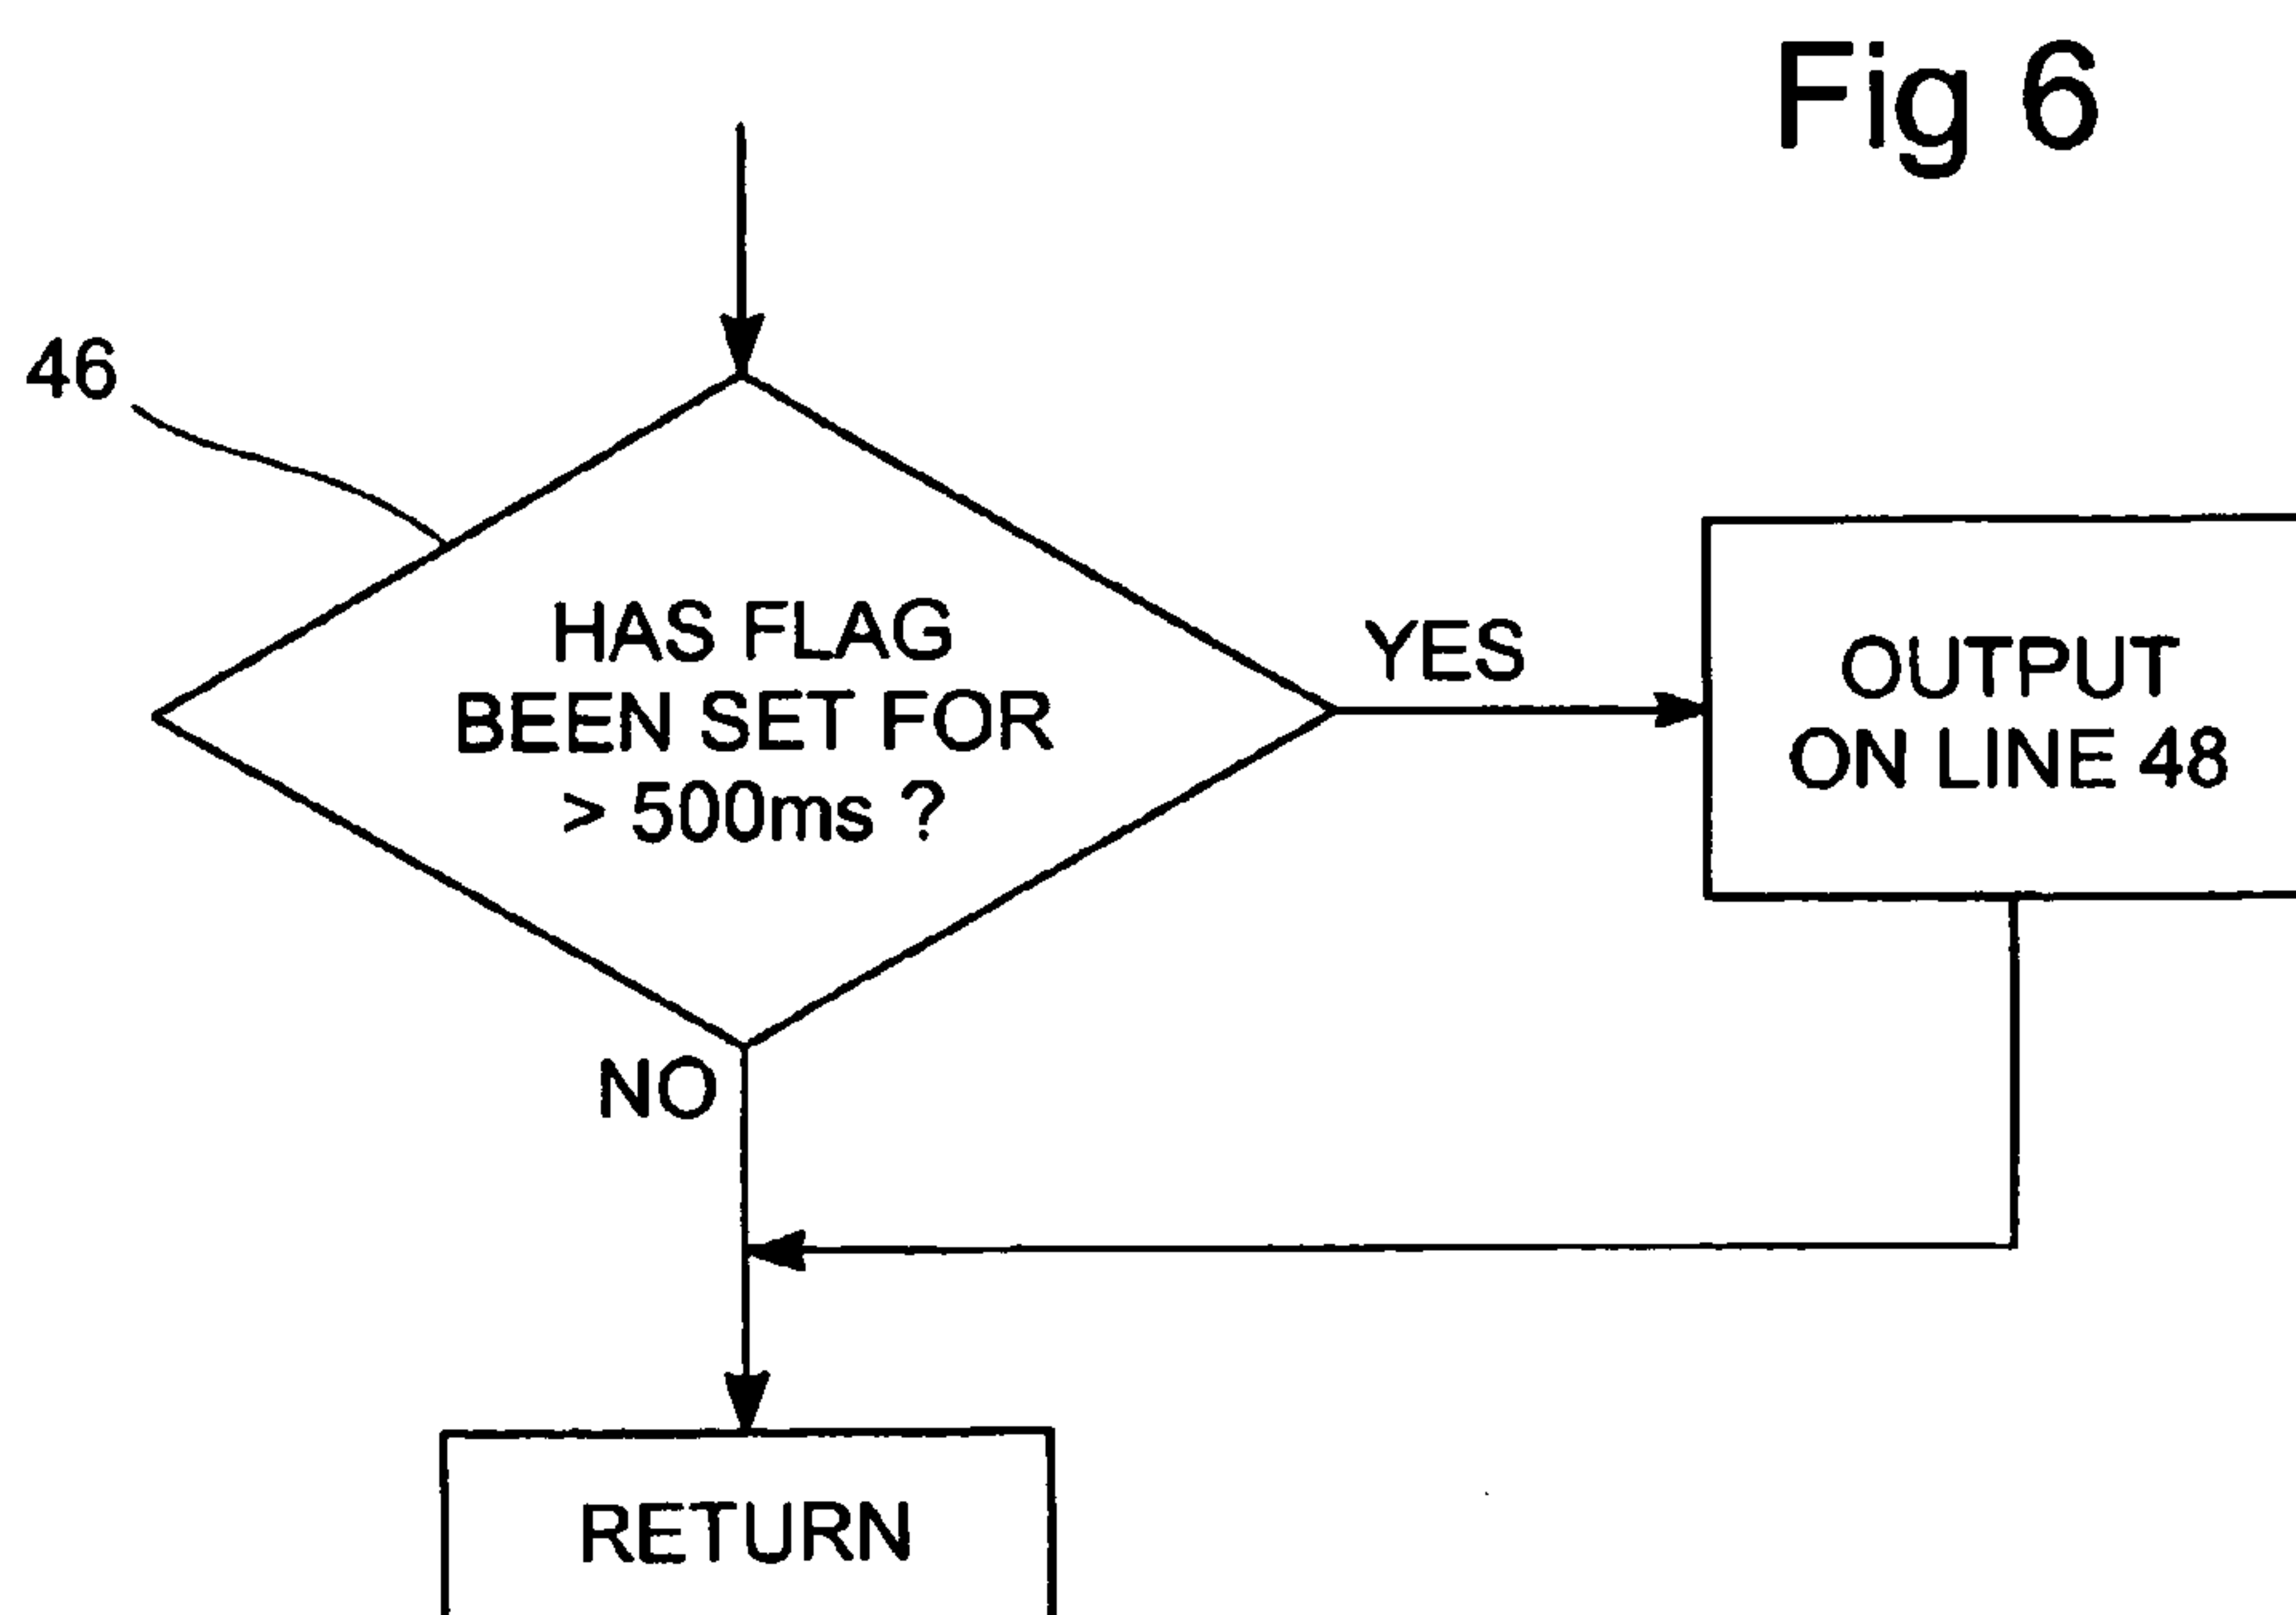 Fig 6
46
HAS FLAG
BEEN SET FOR
> 500ms ?
YES
OUTPUT
ON LINE 48
NO
RETURN